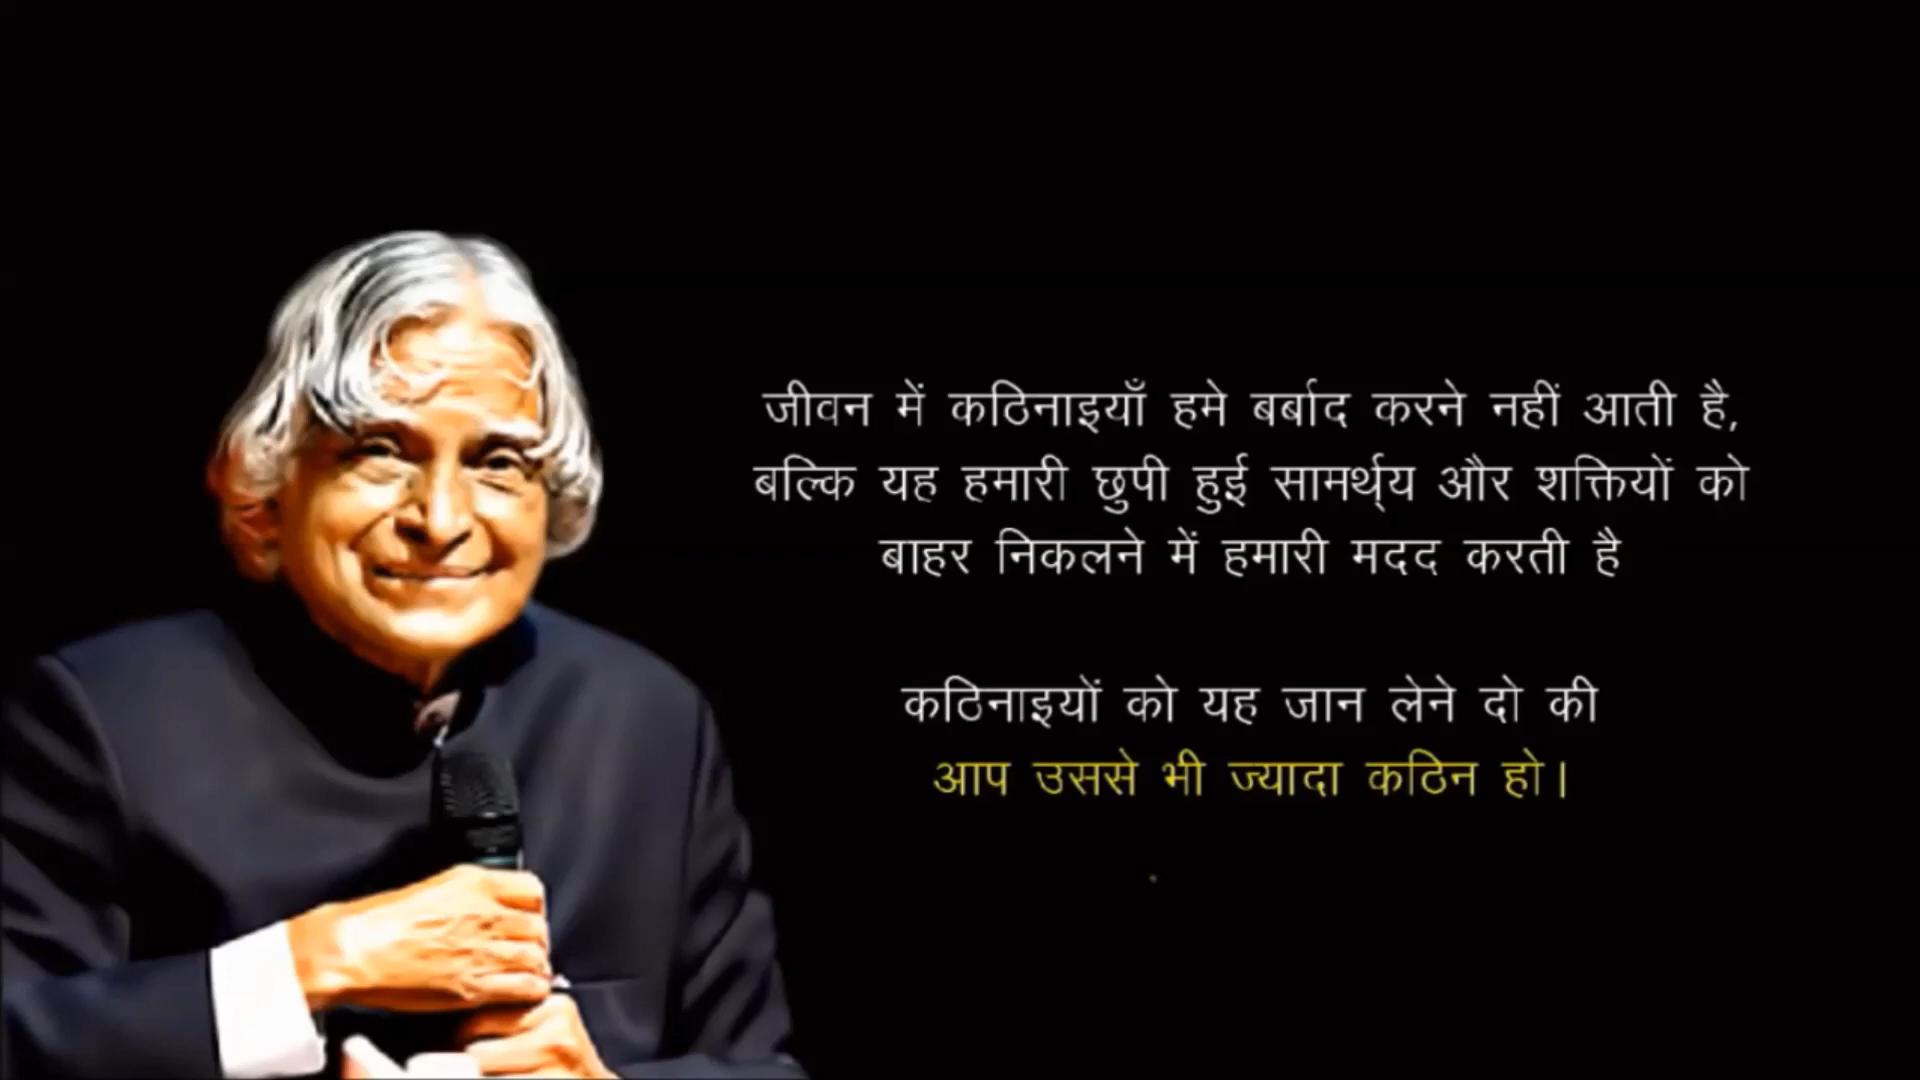 जीवन में कठिनाइयाँ हमे बर्बाद करने नहीं आती है,
बल्कि यह हमारी छुपी हुई सामर्थ्य और शक्तियों को
बाहर निकलने में हमारी मदद करती है
कठिनाइयों को यह जान लेने दो की
आप उससे भी ज्यादा कठिन हो।